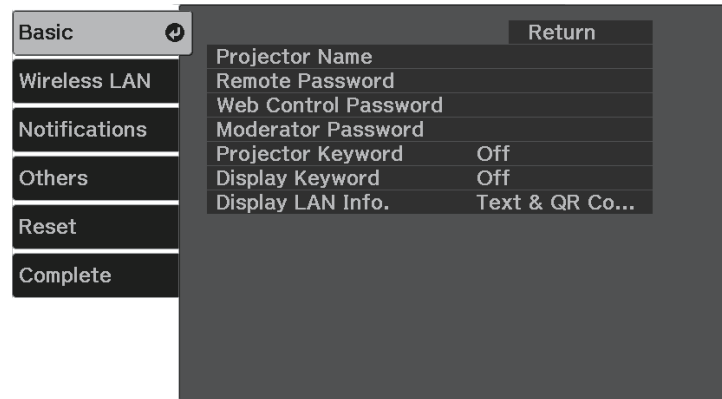 Basic
Wireless LAN
Notifications
Others
Reset
Complete
Return
Projector Name
Remote Password
Web Control Password
Moderator Password
Projector Keyword Off
Display Keyword Off
Display LAN Info. Text & QR Co...